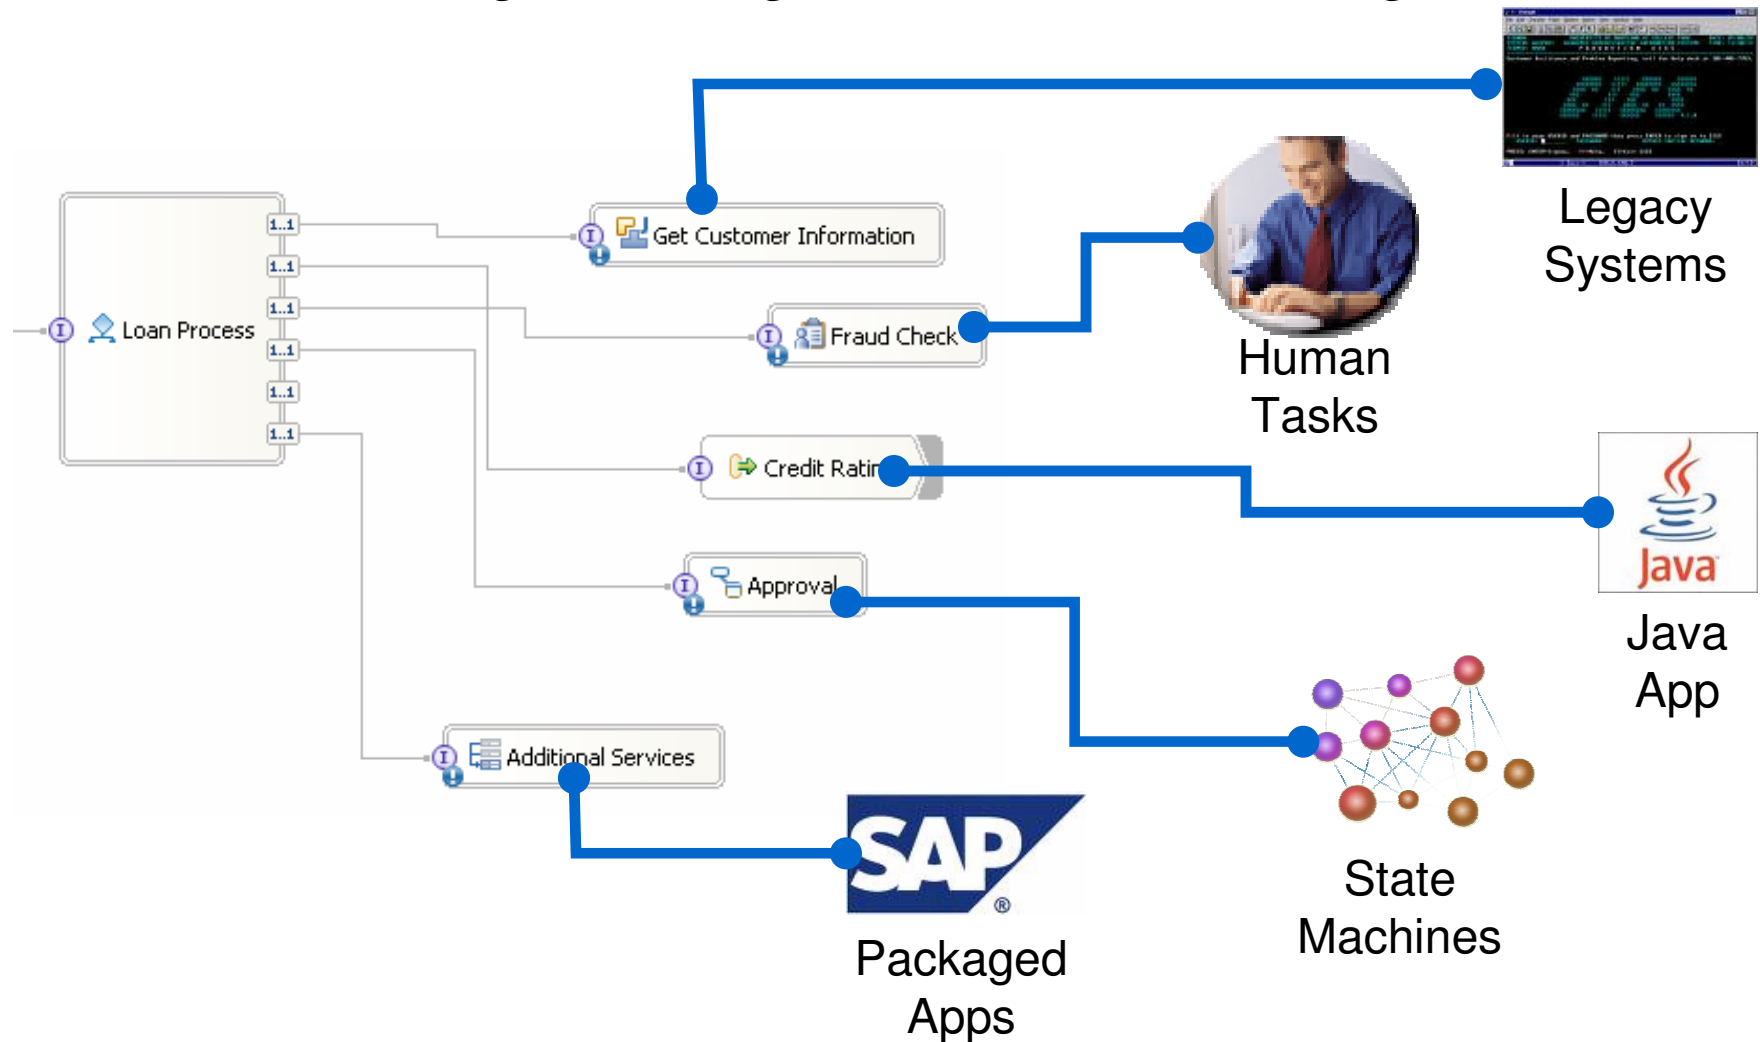 CICS
Legacy
Systems
1..1
Get Customer Information
1..1
1..1
Loan Process
Fraud Check
1..1
Human
Tasks
1..1
1..1
Credit Ratin
Java
Approval
Java
App
Additional Services
SAP
®
State
Machines
Packaged
Apps